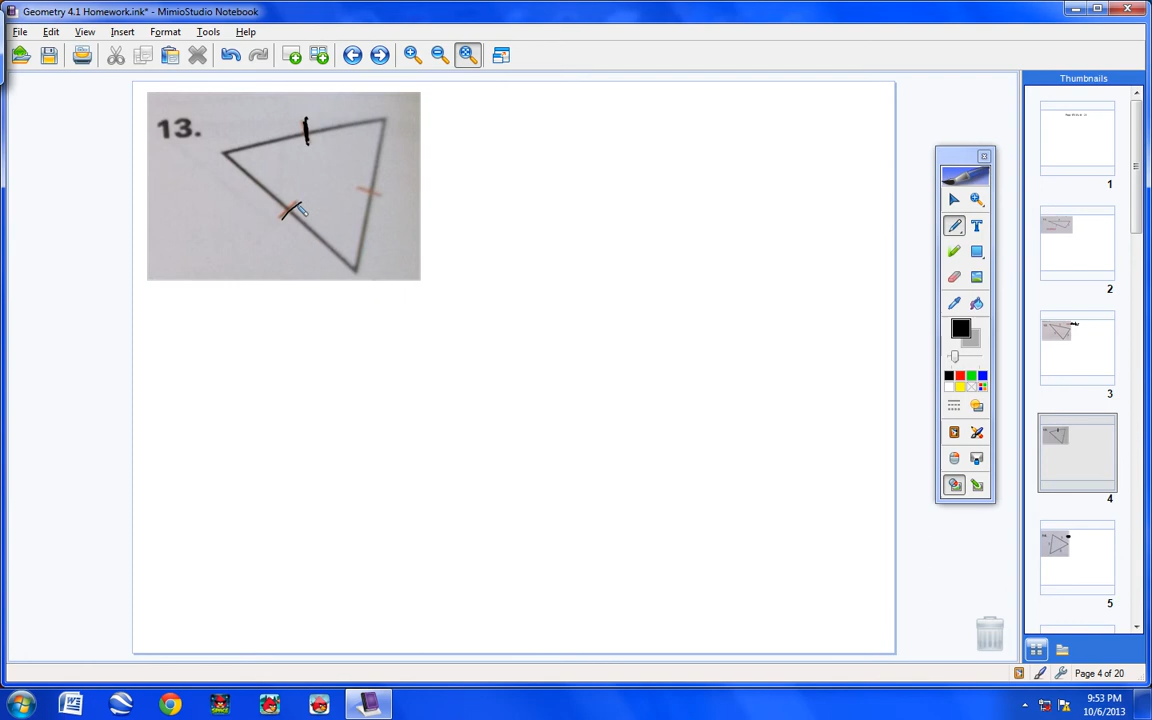 Geometry 4.1 Homework.ink* - MimioStudio Notebook
File Edit View Insert Format Tools Help
Thumbnails
13.
1
2
3
4
5
T
Page 4 of 20
9:53 PM
10/6/2013